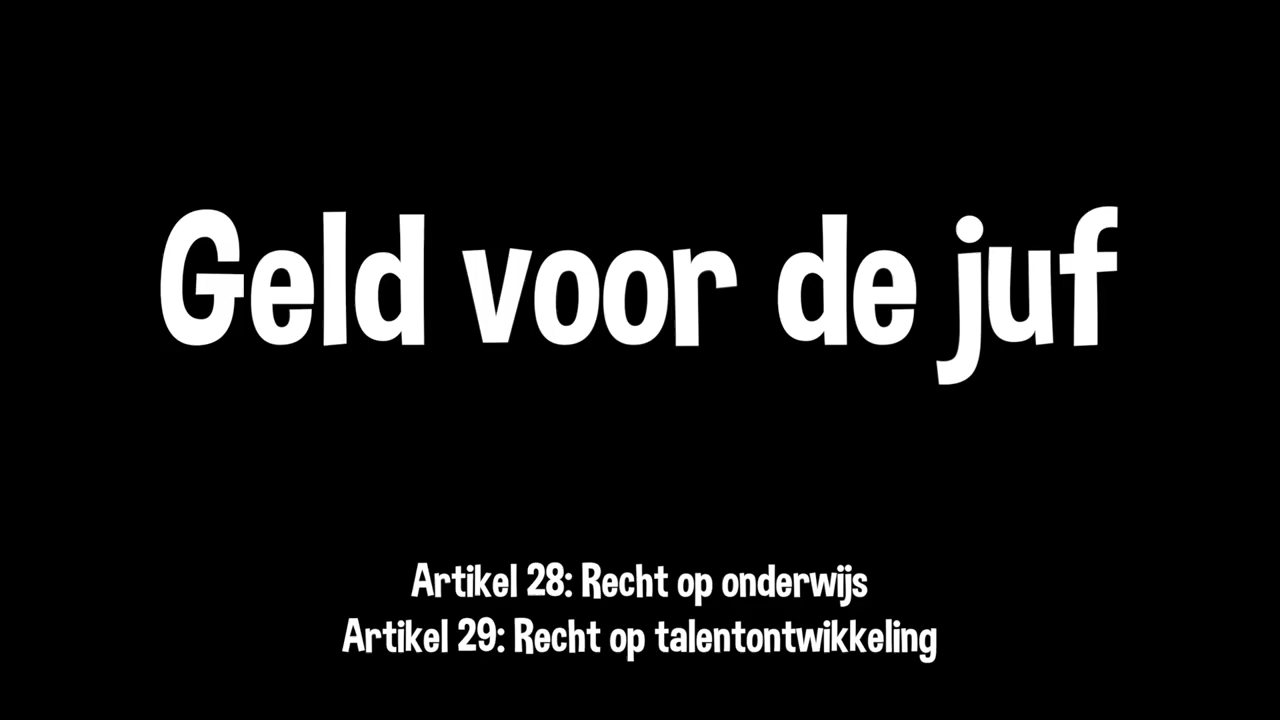 Geld voor de juf
Artikel 28: Recht op onderwijs
Artikel 29: Recht op talentontwikkeling